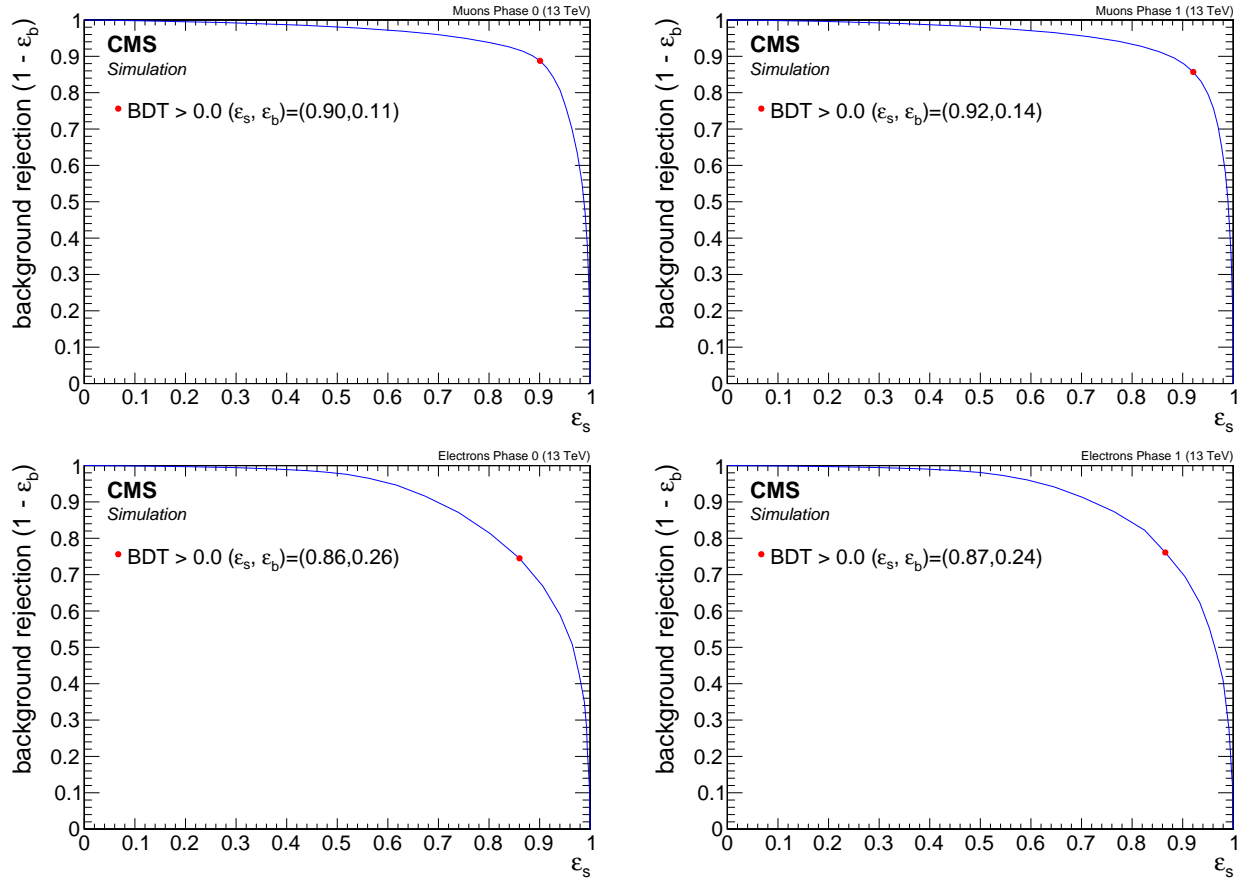 Muons Phase 0 (13 TeV)
background rejection (1 - εb)
1
0.9
0.8
0.7
0.6
0.5
0.4
0.3
0.2
0.1
0
CMS
Simulation
BDT > 0.0 (εs, εb)=(0.90,0.11)
0 0.1 0.2 0.3 0.4 0.5 0.6 0.7 0.8 0.9 1
εs
Muons Phase 1 (13 TeV)
background rejection (1 - εb)
1
0.9
0.8
0.7
0.6
0.5
0.4
0.3
0.2
0.1
0
CMS
Simulation
BDT > 0.0 (εs, εb)=(0.92,0.14)
0 0.1 0.2 0.3 0.4 0.5 0.6 0.7 0.8 0.9 1
εs
Electrons Phase 0 (13 TeV)
background rejection (1 - εb)
1
0.9
0.8
0.7
0.6
0.5
0.4
0.3
0.2
0.1
0
CMS
Simulation
BDT > 0.0 (εs, εb)=(0.86,0.26)
0 0.1 0.2 0.3 0.4 0.5 0.6 0.7 0.8 0.9 1
εs
Electrons Phase 1 (13 TeV)
background rejection (1 - εb)
1
0.9
0.8
0.7
0.6
0.5
0.4
0.3
0.2
0.1
0
CMS
Simulation
BDT > 0.0 (εs, εb)=(0.87,0.24)
0 0.1 0.2 0.3 0.4 0.5 0.6 0.7 0.8 0.9 1
εs